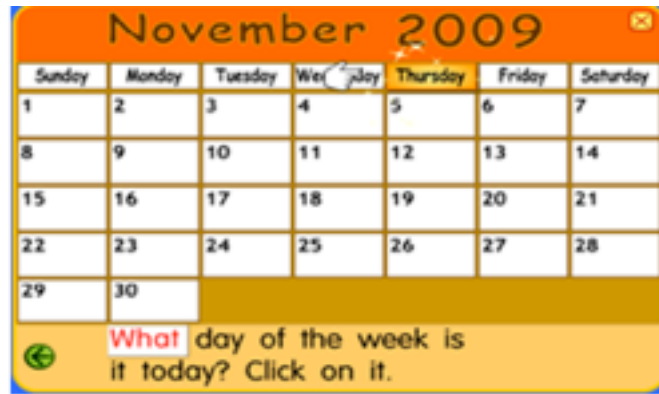 November 2009
Sunday Monday Tuesday Thursday Friday Saturday
1 2 3 4 5 6 7
8 9 10 11 12 13 14
15 16 17 18 19 20 21
22 23 24 25 26 27 28
29 30
What day of the week is
it today? Click on it.